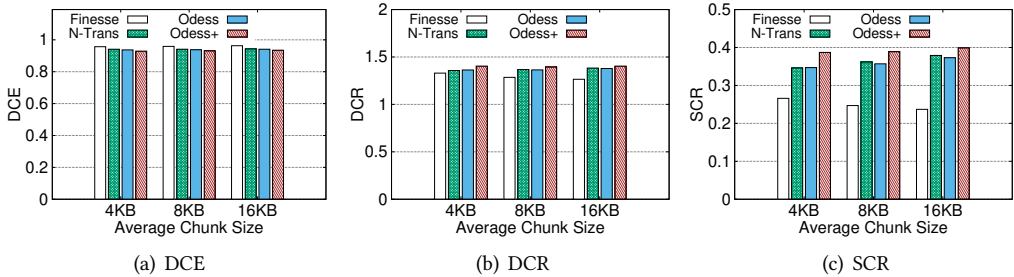 Finesse
N-Trans
Odess
Odess+
DCE
1
0.8
0.6
0.4
0.2
0
4KB 8KB 16KB
Average Chunk Size
(a) DCE
Finesse
N-Trans
Odess
Odess+
DCR
2
1.5
1
0.5
0
4KB 8KB 16KB
Average Chunk Size
(b) DCR
Finesse
N-Trans
Odess
Odess+
SCR
0.5
0.4
0.3
0.2
0.1
0
4KB 8KB 16KB
Average Chunk Size
(c) SCR